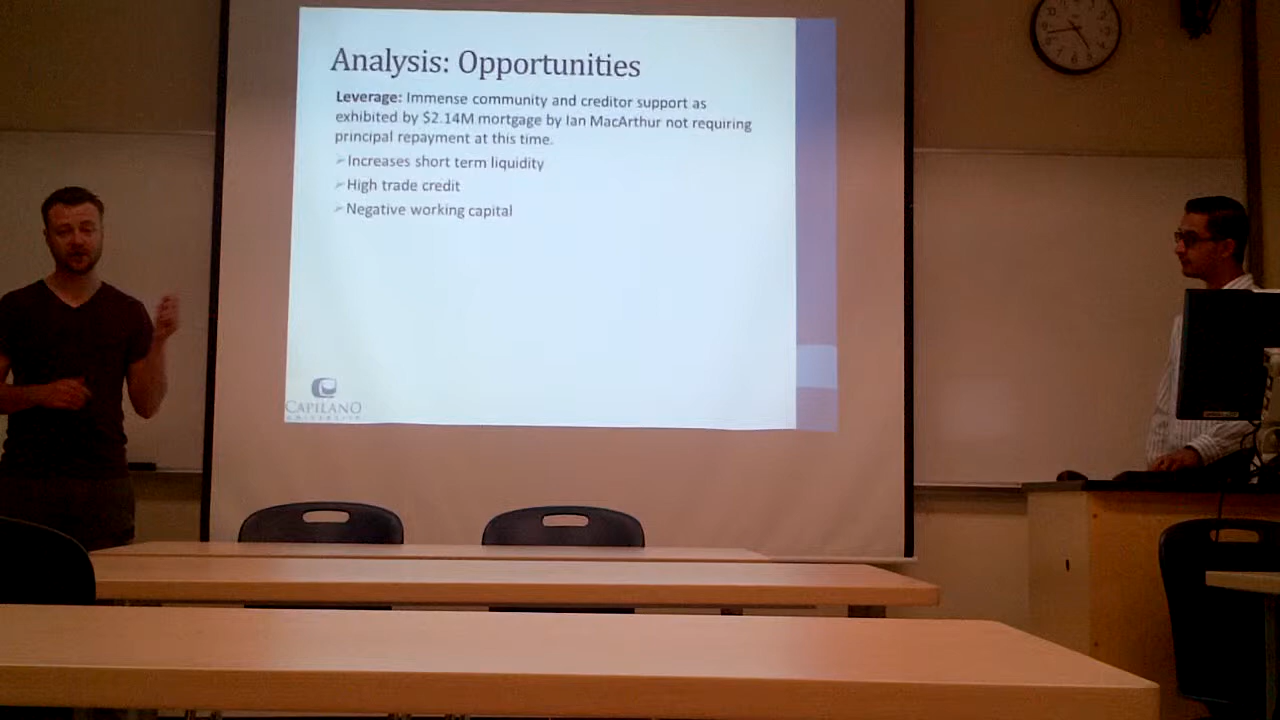 Analysis: Opportunities
Leverage: Immense community and creditor support as
exhibited by $2.14M mortgage by Ian MacArthur not requiring
principal repayment at this time.
Increases short term liquidity
High trade credit
Negative working capital
CAPILANO
UNIVERSITY